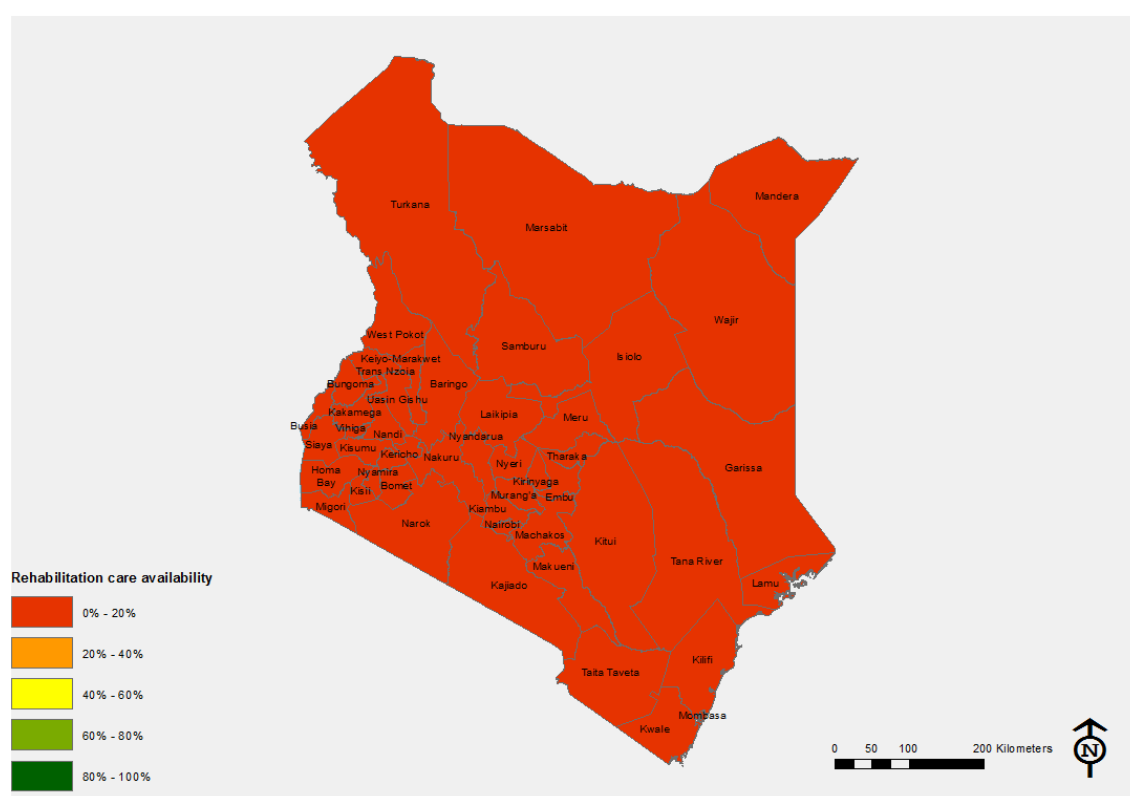 Turkana
Marsabit
Mandera
Wajir
West Pokot
Samburu
Isiolo
Keiyo-Marakwet
Trans Nzoia
Bungoma
Baringo
Uasin Gishu
Kakamega
Laikipia
Meru
Busia
Vihiga
Nandi
Nyandarua
Siaya
Kisumu
Kericho
Nakuru
Nyeri
Tharaka
Garissa
Homa
Bay
Nyamira
Kisii
Bomet
Kirinyaga
Murang'a
Embu
Migori
Narok
Kiambu
Nairobi
Machakos
Kitui
Makueni
Tana River
Kajiado
Lamu
Kilifi
Taita Taveta
Mombasa
Kwale
Rehabilitation care availability
0% - 20%
20% - 40%
40% - 60%
60% - 80%
80% - 100%
0 50 100 200 Kilometers
N